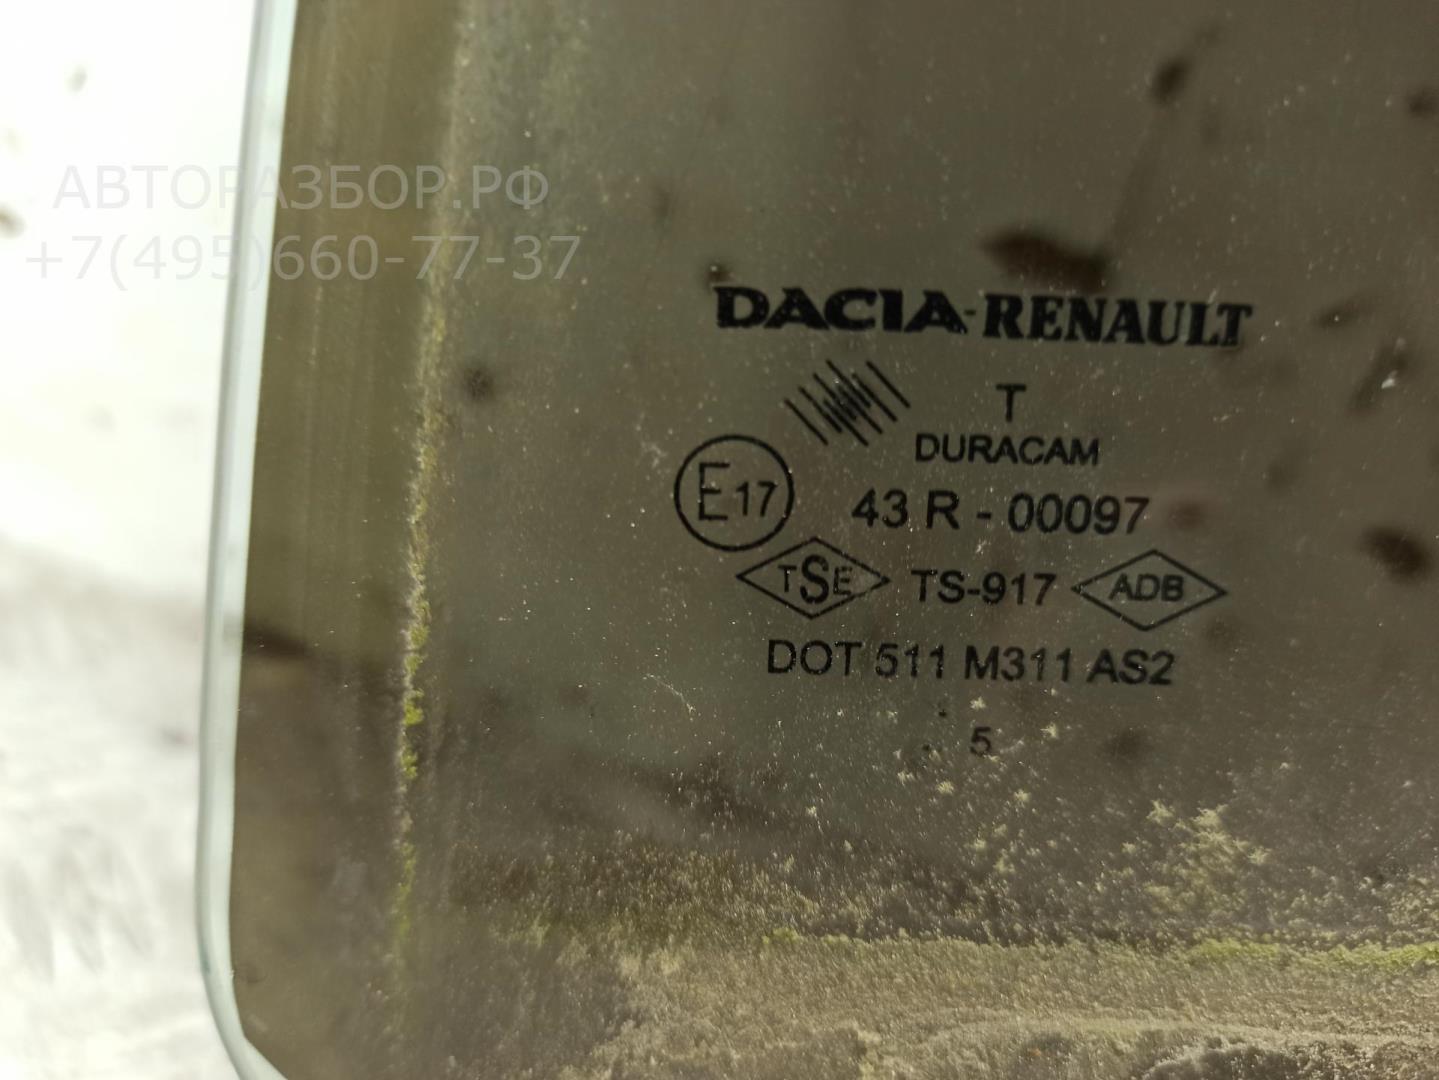 АВТОРАЗБОР.РФ
+7(495)660-77-37
DACIA-RENAULT
T
DURACAM
E17 43 R - 00097
TSE TS-917 ADB
DOT 511 M311 AS2
. . 5